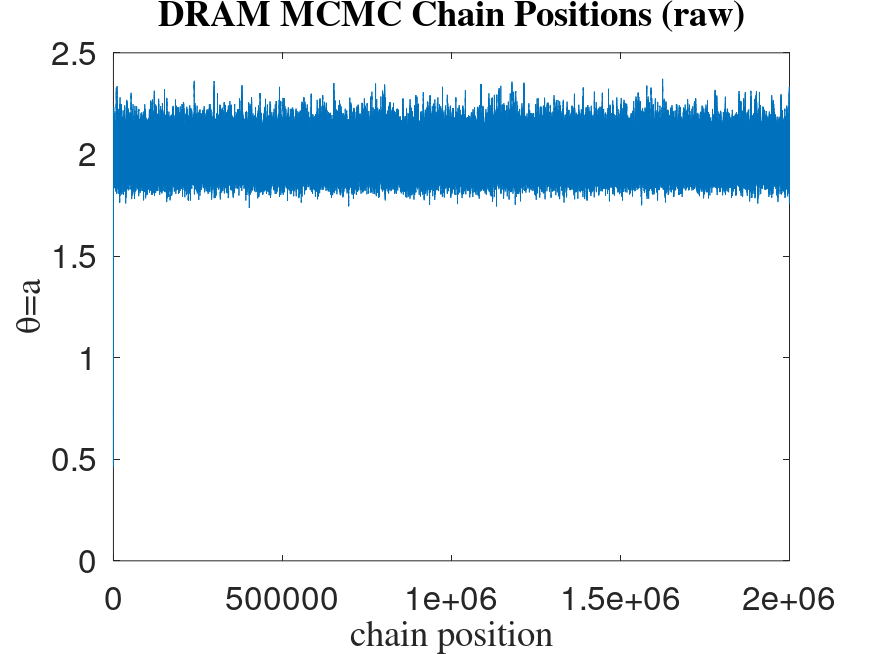 DRAM MCMC Chain Positions (raw)
2.5
2
1.5
1
0.5
0
θ=a
0 500000 1e+06 1.5e+06 2e+06
chain position